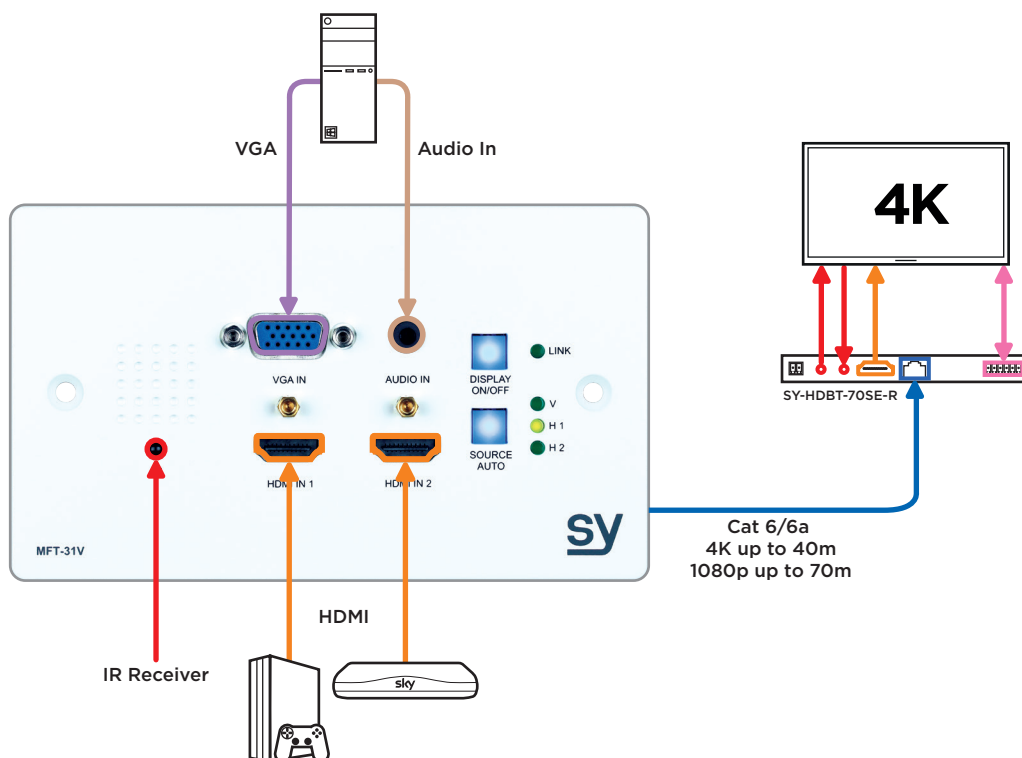 VGA
Audio In
4K
VGA IN
AUDIO IN
DISPLAY
ON/OFF
LINK
V
H 1
H 2
SOURCE
AUTO
HDMI IN 1
HDMI IN 2
MFT-31V
sy
SY-HDBT-70SE-R
Cat 6/6a
4K up to 40m
1080p up to 70m
HDMI
IR Receiver
sky